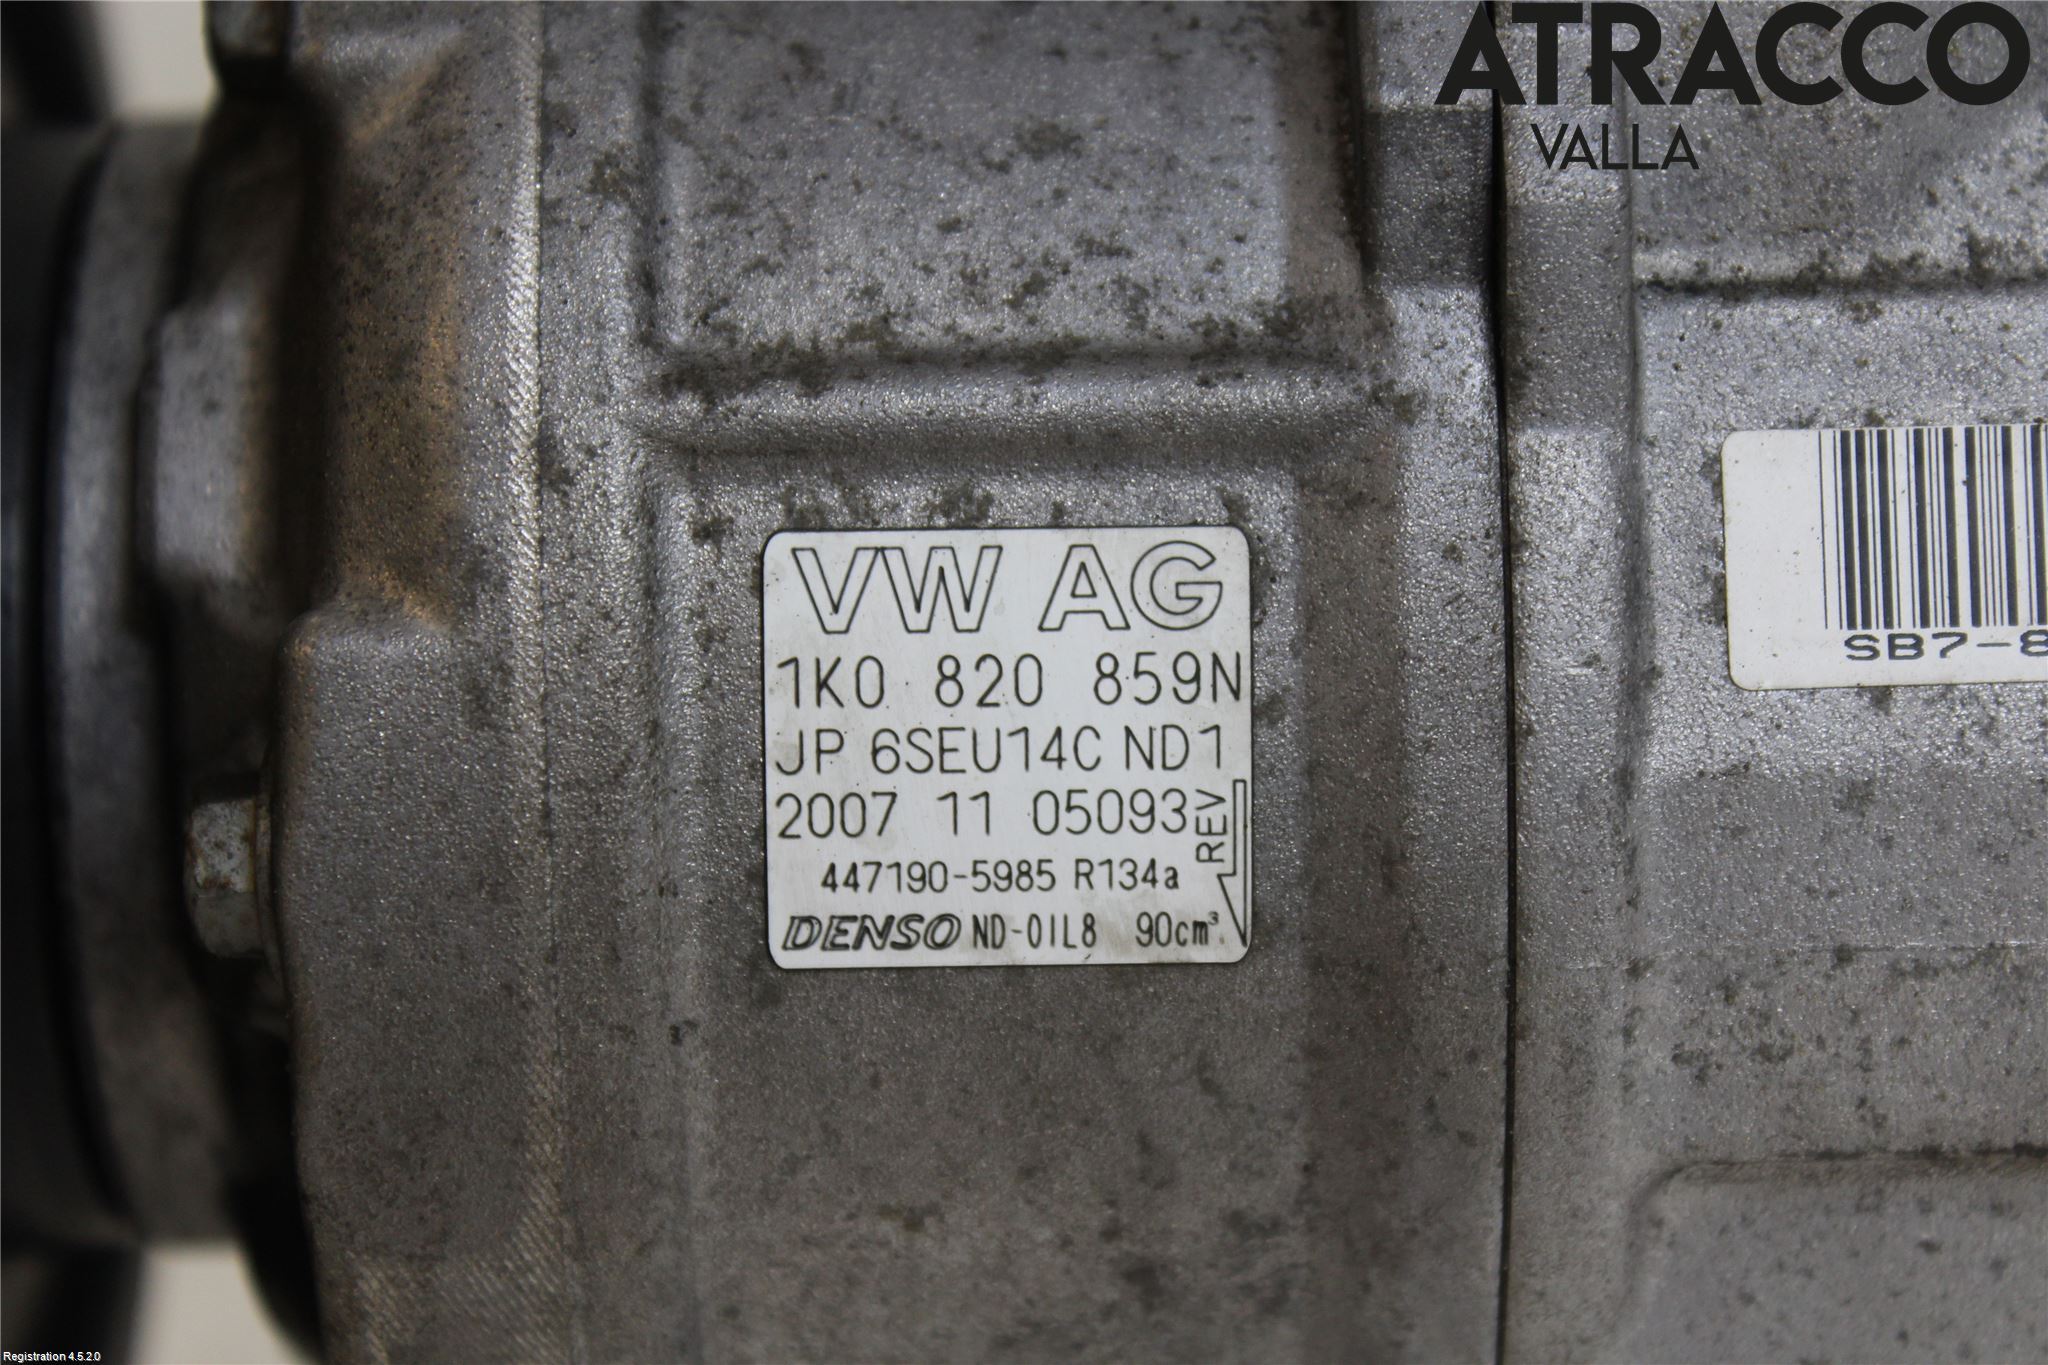 ATRACCO
VALLA
VW AG
1K0 820 859N
JP 6SEU14C ND1
2007 11 05093
REV
447190-5985 R134a
DENSO ND-OIL8 90cm³
SB7-8
Registration 4.5.2.0